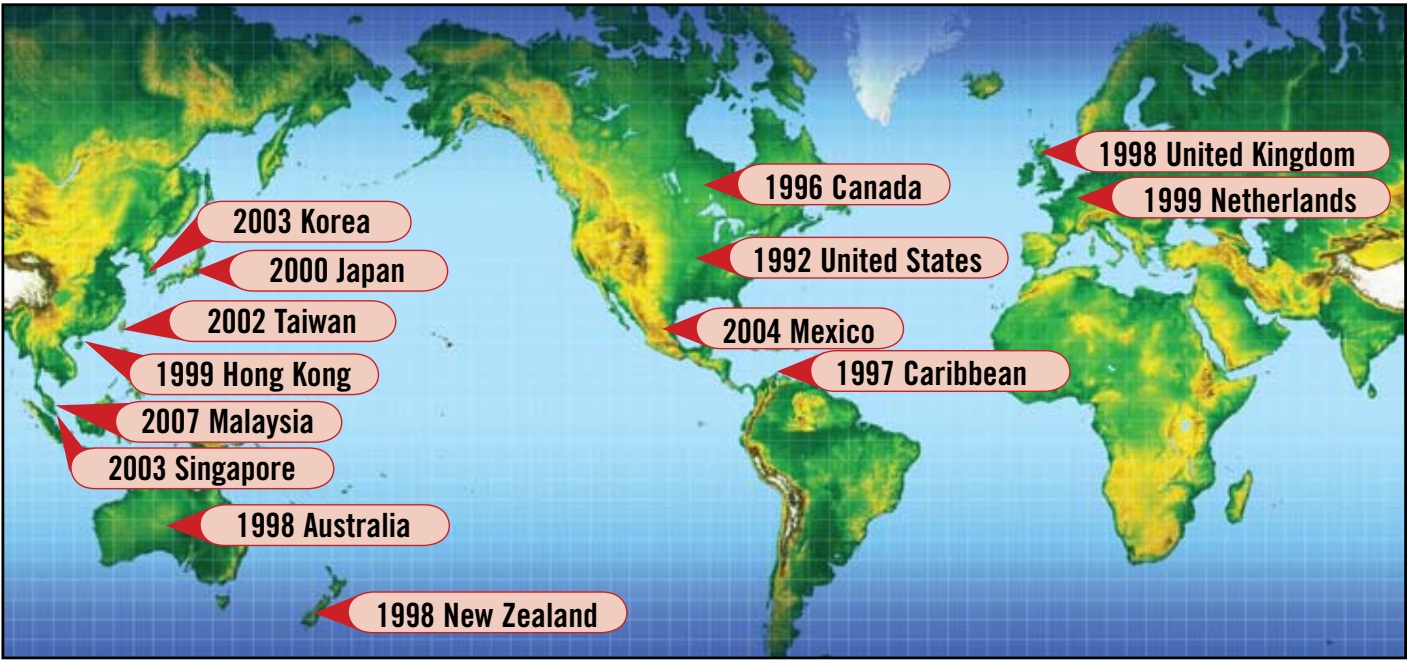 1998 United Kingdom
1996 Canada
1999 Netherlands
2003 Korea
1992 United States
2000 Japan
2002 Taiwan
2004 Mexico
1999 Hong Kong
1997 Caribbean
2007 Malaysia
2003 Singapore
1998 Australia
1998 New Zealand